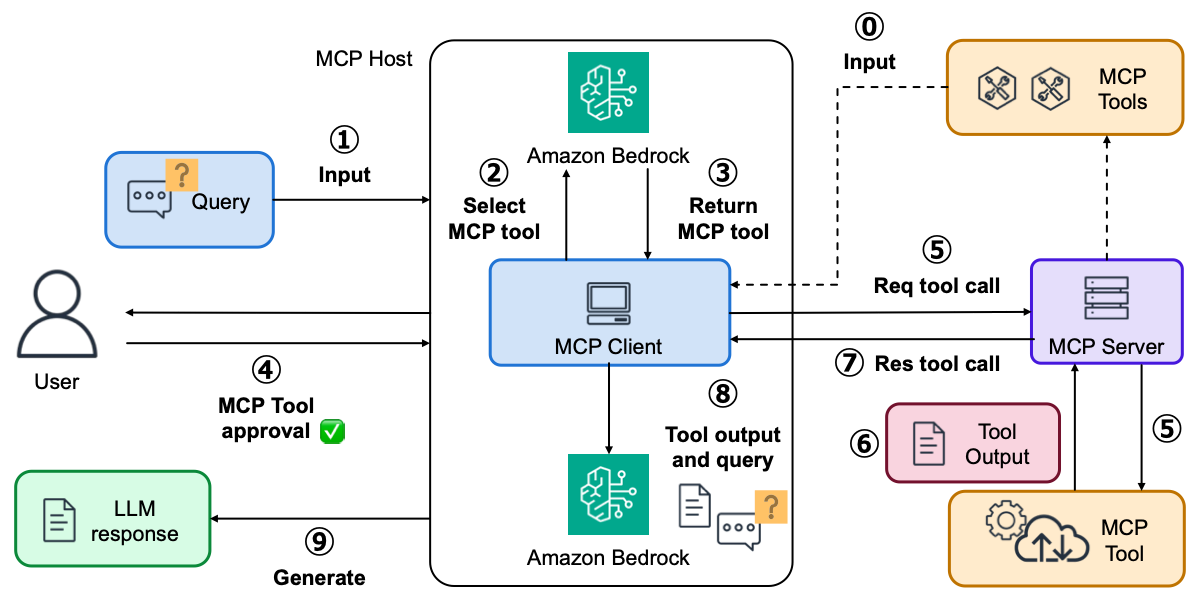 MCP Host
⓪
Input
MCP
Tools
①
Input
?
Query
Amazon Bedrock
②
Select
MCP tool
③
Return
MCP tool
⑤
Req tool call
MCP Client
MCP Server
⑦ Res tool call
User
④
MCP Tool
approval ✅
⑧
Tool output
and query
?
⑥
Tool
Output
⑤
LLM
response
⑨
Generate
Amazon Bedrock
MCP
Tool